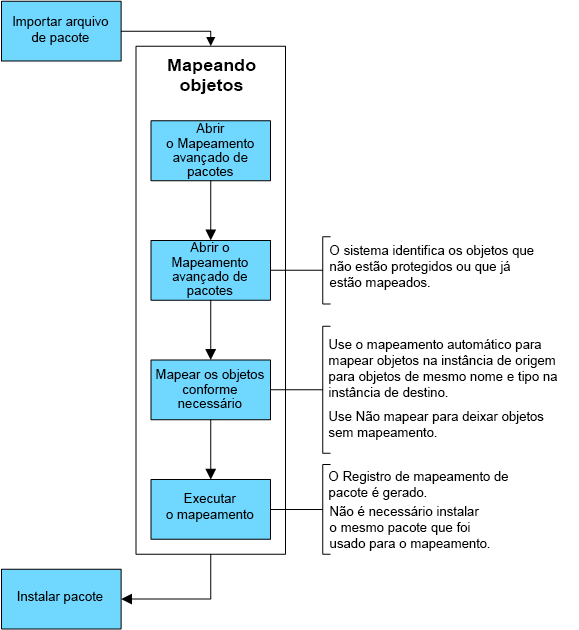 Importar arquivo
de pacote
Mapeando
objetos
Abrir
o Mapeamento
avançado de
pacotes
Abrir o
Mapeamento
avançado de
pacotes
O sistema identifica os objetos que
não estão protegidos ou que já
estão mapeados.
Mapear os objetos
conforme
necessário
Use o mapeamento automático para
mapear objetos na instância de origem
para objetos de mesmo nome e tipo na
instância de destino.
Use Não mapear para deixar objetos
sem mapeamento.
Executar
o mapeamento
O Registro de mapeamento de
pacote é gerado.
Não é necessário instalar
o mesmo pacote que foi
usado para o mapeamento.
Instalar pacote